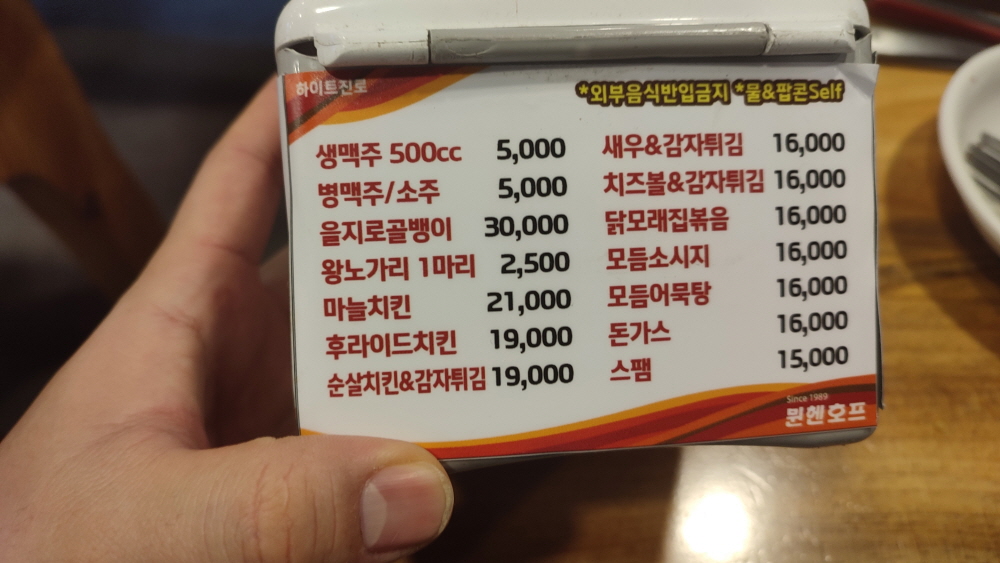 하이트진로
*외부음식반입금지 *물&팝콘Self
생맥주 500cc 5,000
병맥주/소주 5,000
을지로골뱅이 30,000
왕노가리 1마리 2,500
마늘치킨 21,000
후라이드치킨 19,000
순살치킨&감자튀김 19,000
새우&감자튀김 16,000
치즈볼&감자튀김 16,000
닭모래집볶음 16,000
모듬소시지 16,000
모듬어묵탕 16,000
돈가스 16,000
스팸 15,000
Since 1989
뮌헨호프